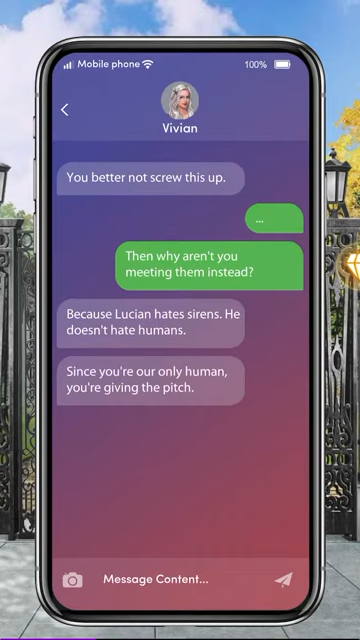 Mobile phone 100%
Vivian
You better not screw this up.
...
Then why aren't you
meeting them instead?
Because Lucian hates sirens. He
doesn't hate humans.
Since you're our only human,
you're giving the pitch.
Message Content...